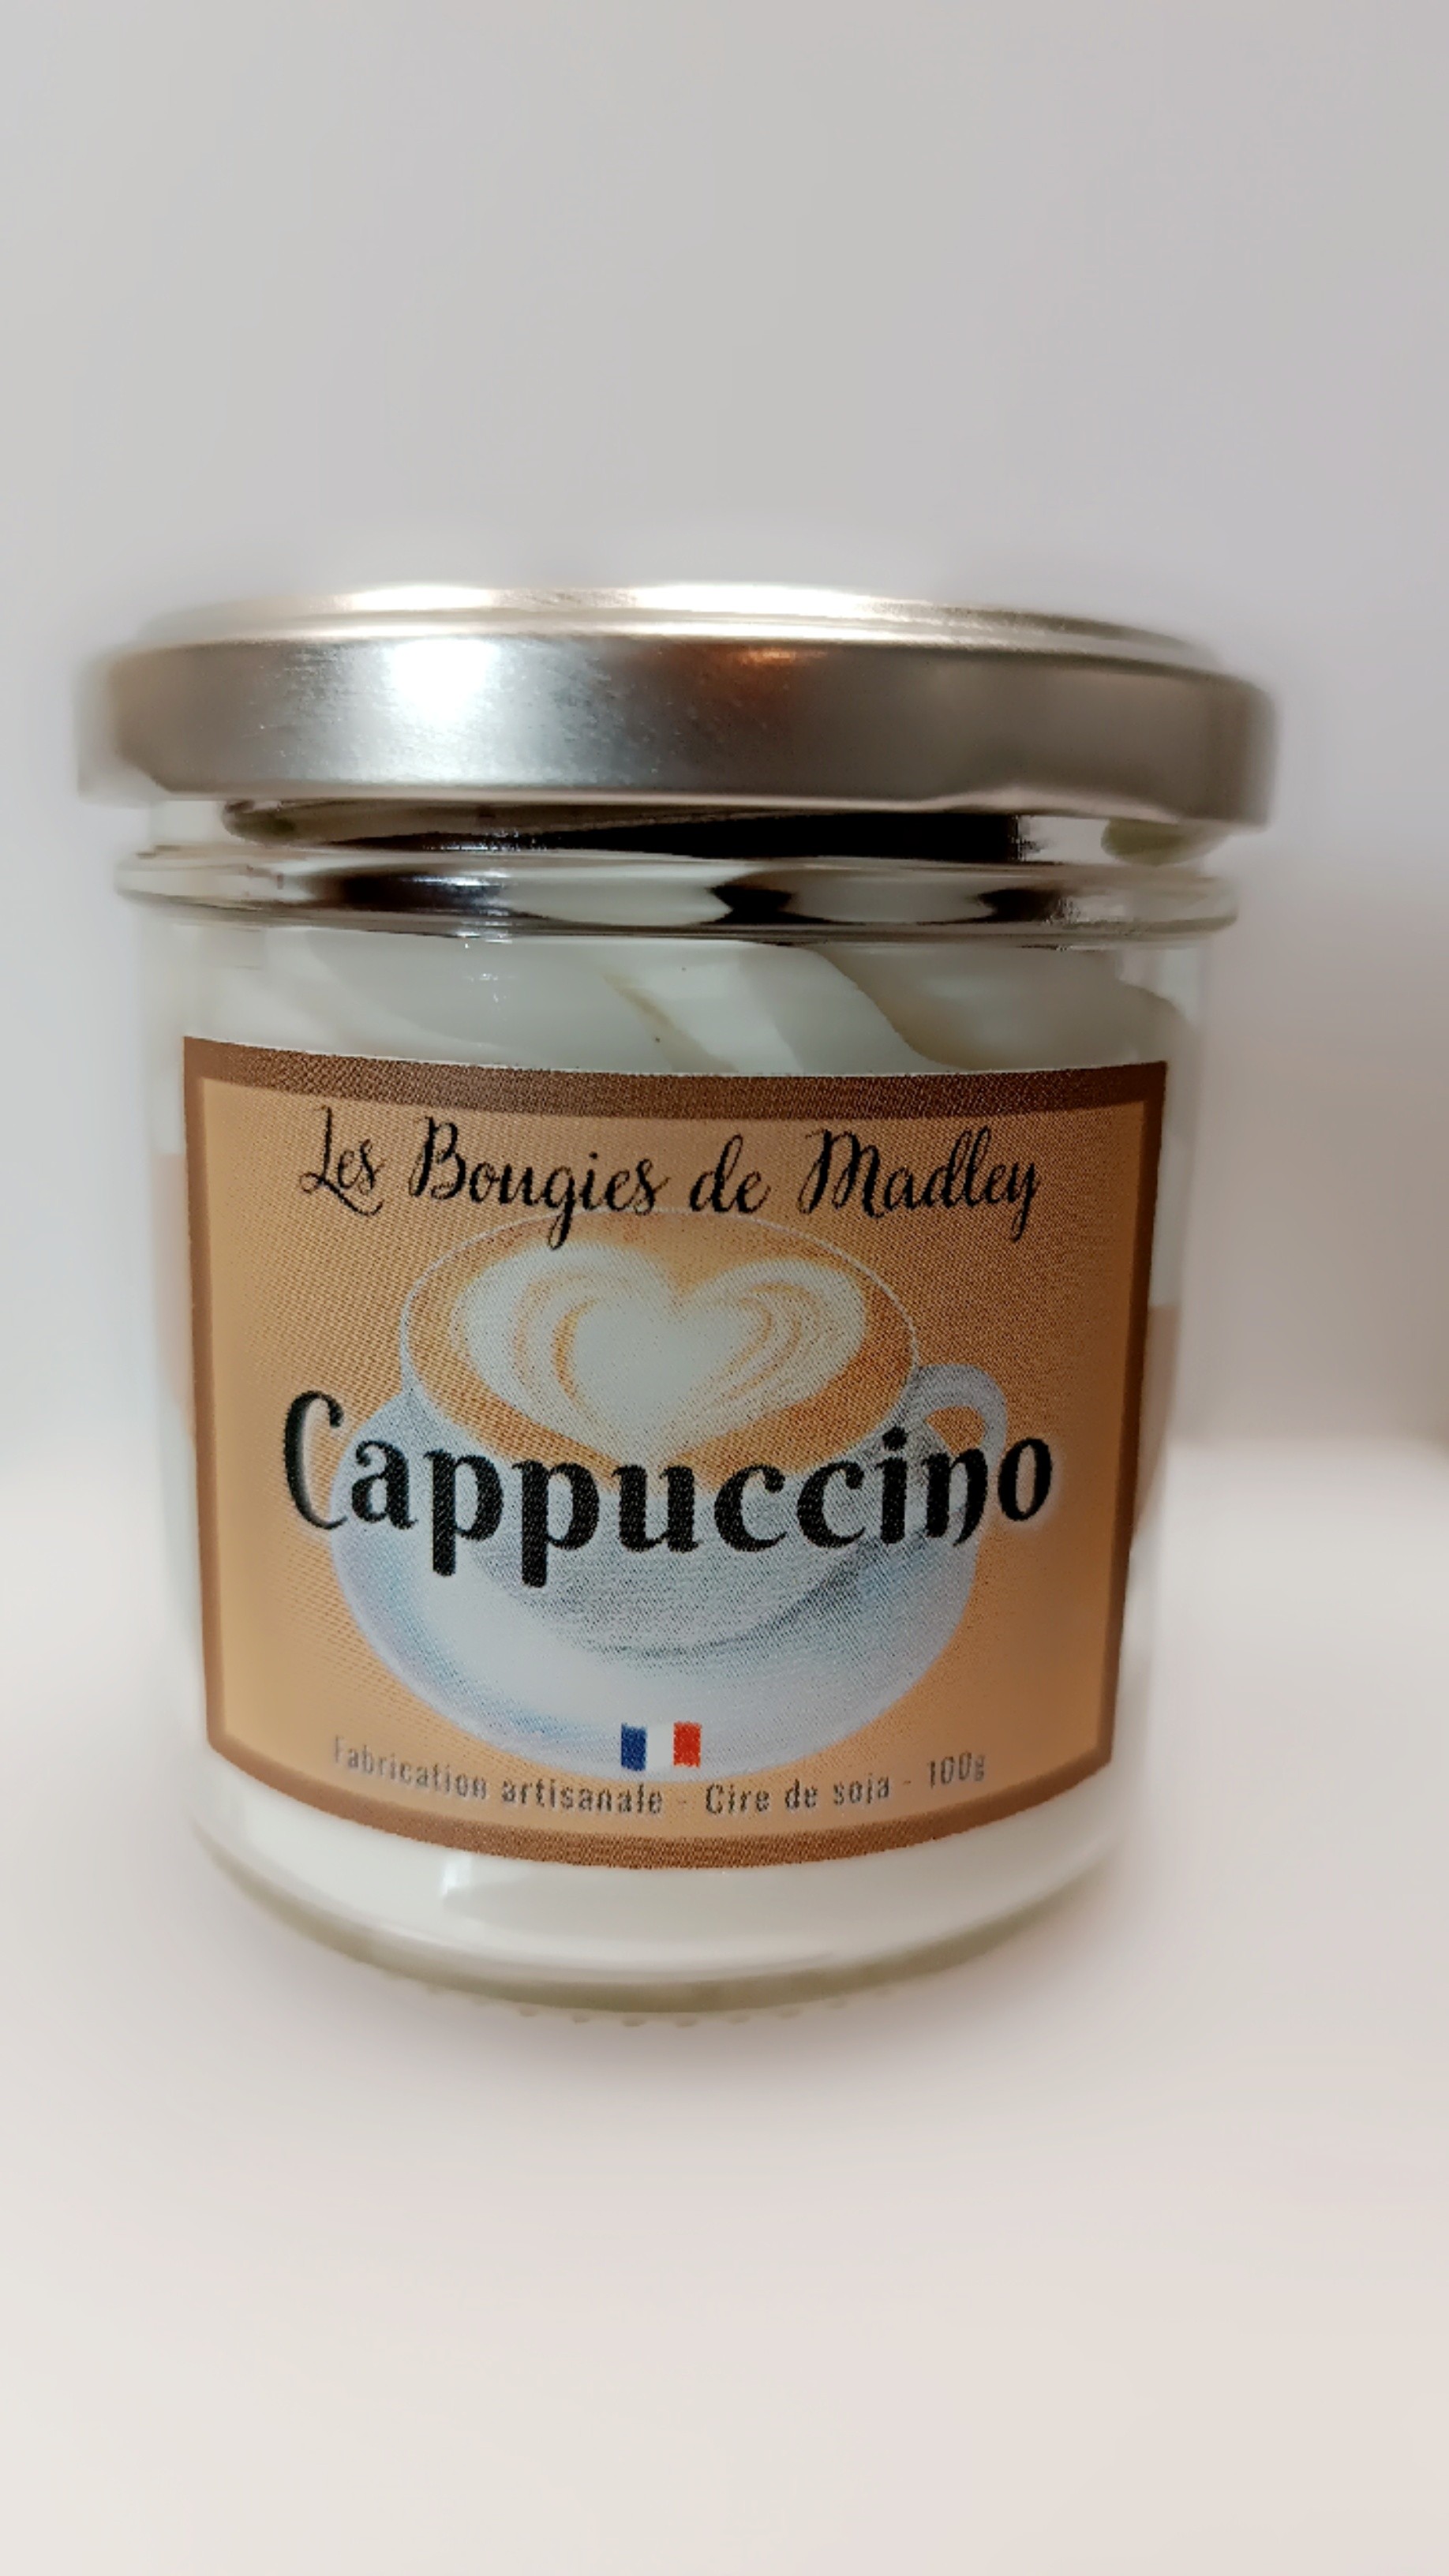 Les Bougies de Madley
Cappuccino
Fabrication artisanale - Cire de soja - 100g